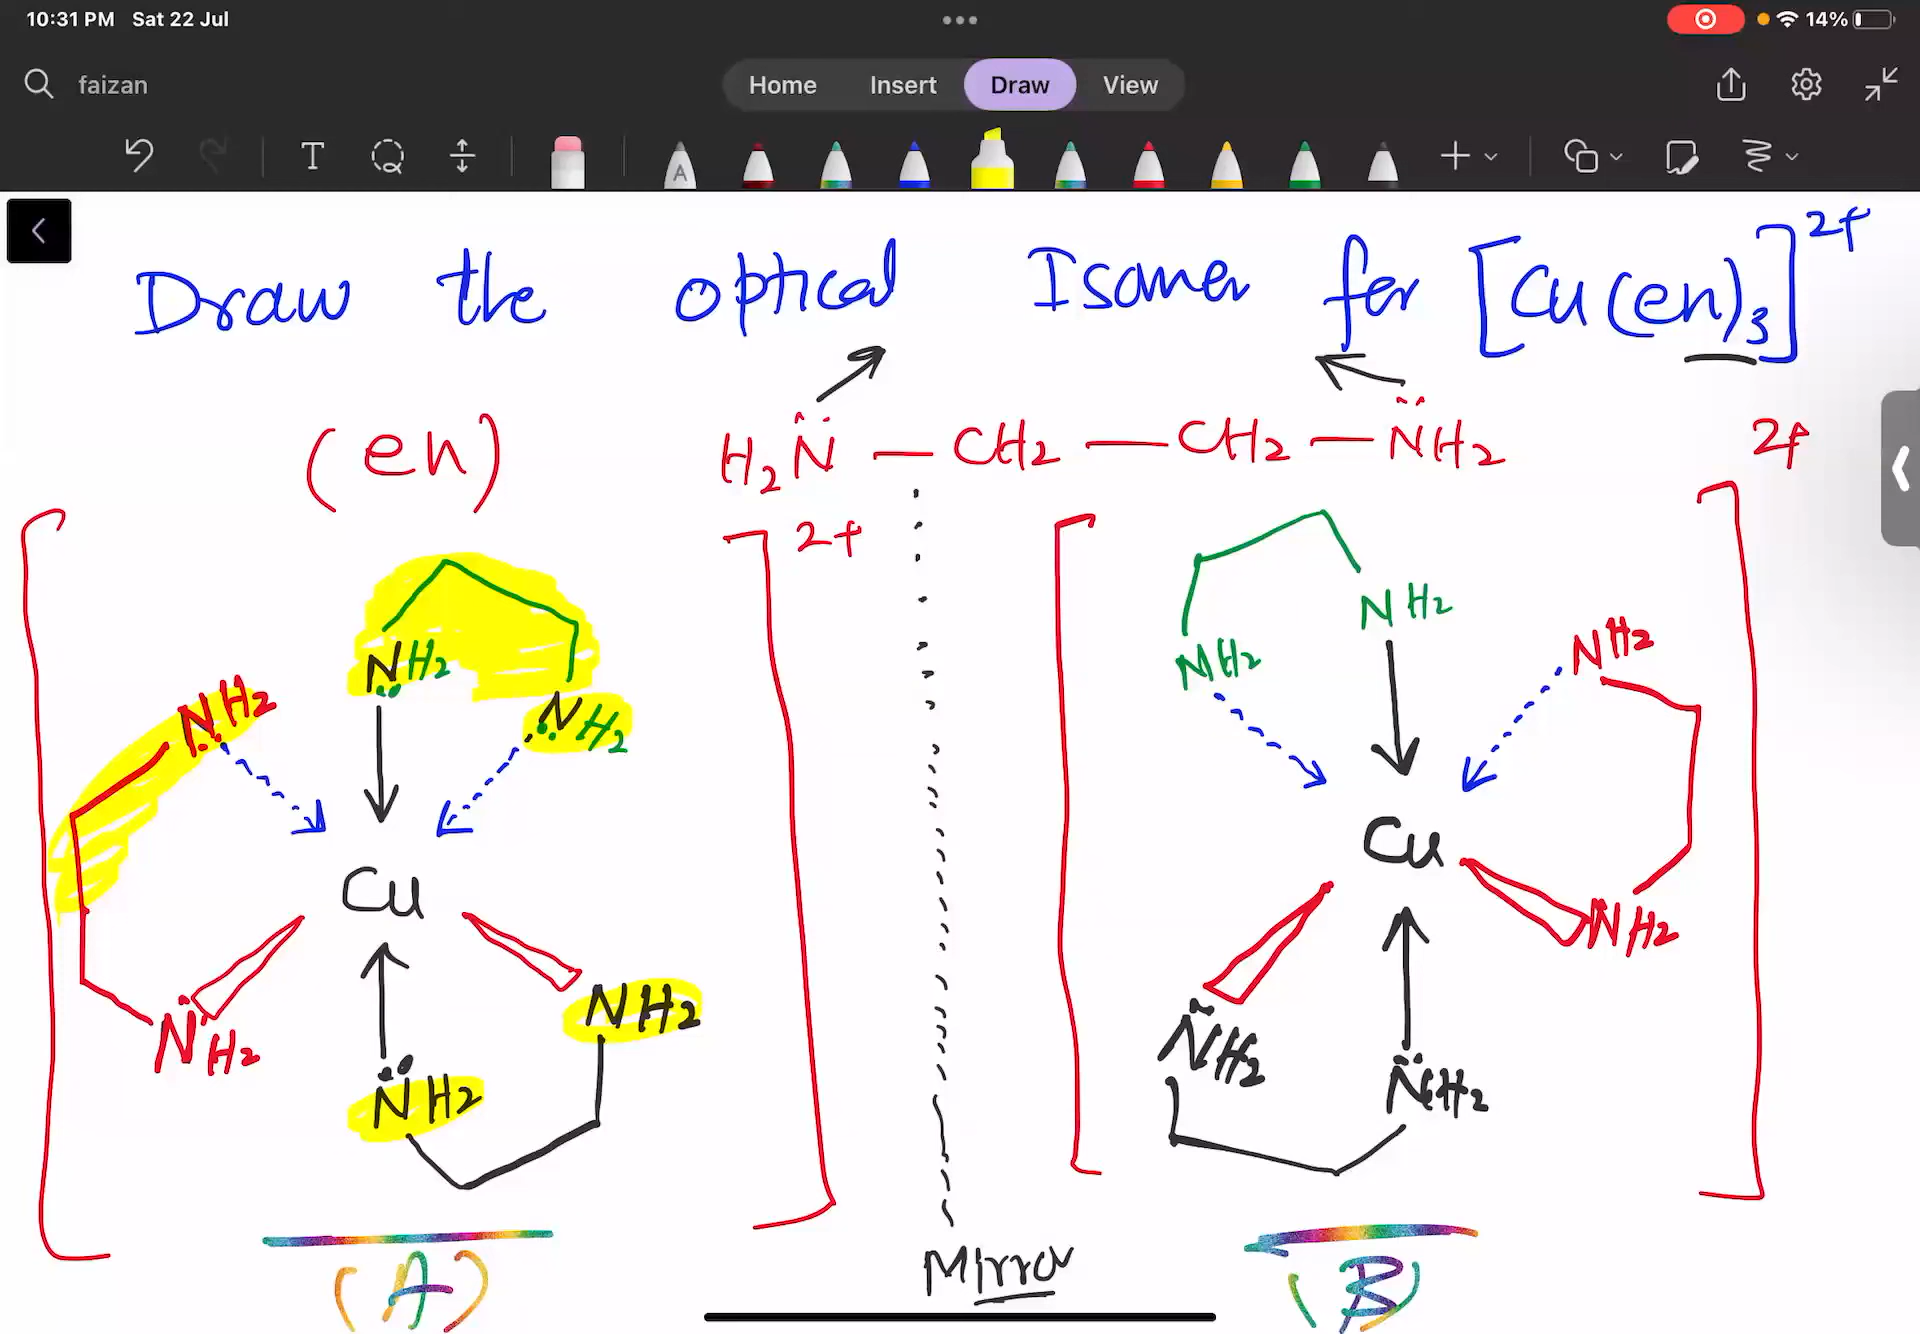 10:31 PM Sat 22 Jul
14%
faizan
Home Insert Draw View
T
A
Draw the optical Isomer for [Cu(en)3]2+
(en)
H2N — CH2 — CH2 — NH2
2+
2+
NH2
NH2
NH2
NH2
NH2
NH2
Cu
NH2
NH2
NH2
NH2
Cu
NH2
NH2
(A)
Mirror
(B)